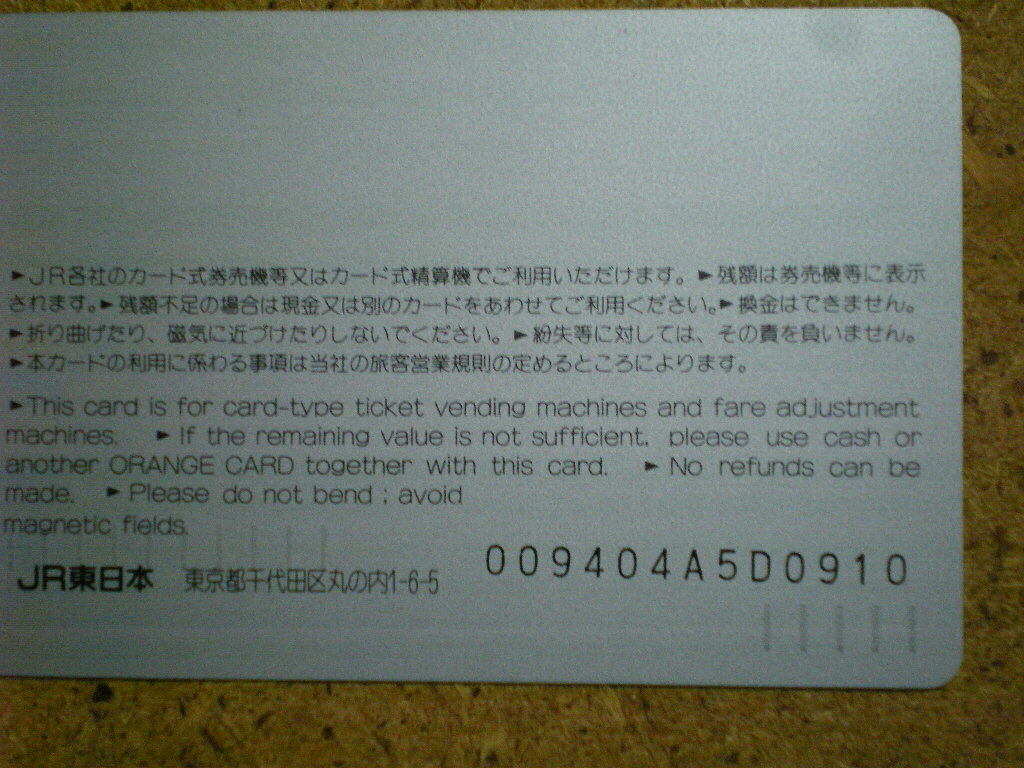 ►JR各社のカード式券売機等又はカード式精算機でご利用いただけます。►残額は券売機等に表示
されます。►残額不足の場合は現金又は別のカードをあわせてご利用ください。►換金はできません。
►折り曲げたり、磁気に近づけたりしないでください。►紛失等に対しては、その責を負いません。
►本カードの利用に係わる事項は当社の旅客営業規則の定めるところによります。
►This card is for card-type ticket vending machines and fare adjustment
machines. ►If the remaining value is not sufficient, please use cash or
another ORANGE CARD together with this card. ►No refunds can be
made. ►Please do not bend ; avoid
magnetic fields.
JR東日本 東京都千代田区丸の内1-6-5 009404A5D0910